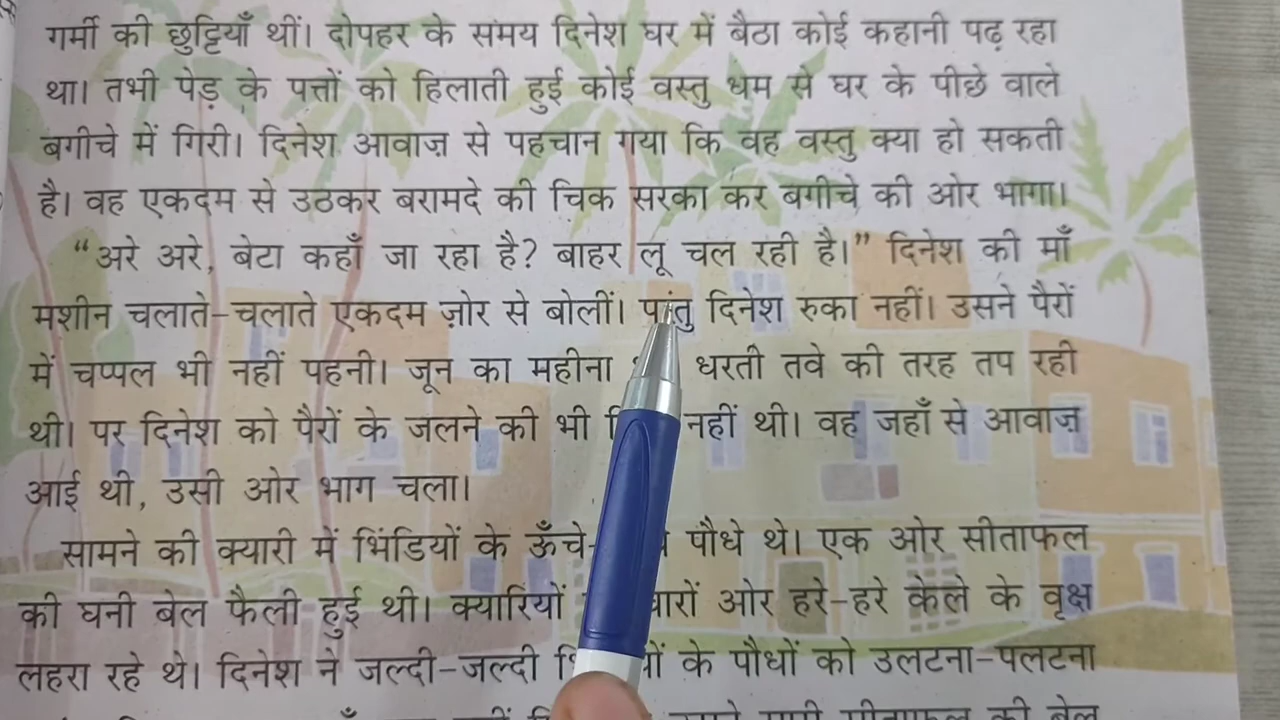 गर्मी की छुट्टियाँ थीं। दोपहर के समय दिनेश घर में बैठा कोई कहानी पढ़ रहा
था। तभी पेड़ के पत्तों को हिलाती हुई कोई वस्तु धम से घर के पीछे वाले
बगीचे में गिरी। दिनेश आवाज़ से पहचान गया कि वह वस्तु क्या हो सकती
है। वह एकदम से उठकर बरामदे की चिक सरका कर बगीचे की ओर भागा।
“अरे अरे, बेटा कहाँ जा रहा है? बाहर लू चल रही है।” दिनेश की माँ
मशीन चलाते-चलाते एकदम ज़ोर से बोलीं। दिनेश रुका नहीं। उसने पैरों
में चप्पल भी नहीं पहनी। जून का महीना धरती तवे की तरह तप रही
थी। पर दिनेश को पैरों के जलने की भी नहीं थी। वह जहाँ से आवाज़
आई थी, उसी ओर भाग चला।
सामने की क्यारी में भिंडियों के ऊँचे- पौधे थे। एक ओर सीताफल
की घनी बेल फैली हुई थी। क्यारियों ओर हरे-हरे केले के वृक्ष
लहरा रहे थे। दिनेश ने जल्दी-जल्दी के पौधों को उलटना-पलटना